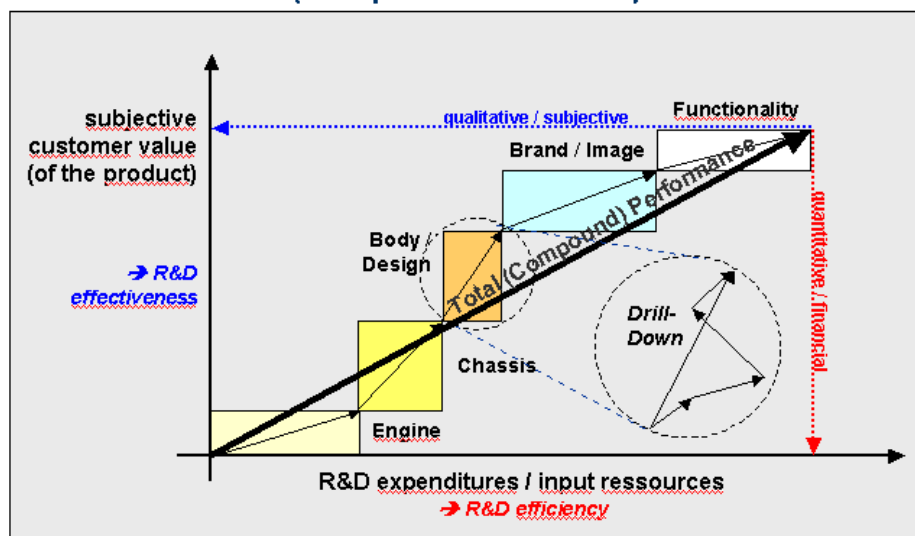 Functionality
subjective
customer value
(of the product)
qualitative / subjective
Brand / Image
Total (Compound) Performance
quantitative / financial
Body /
Design
➔ R&D
effectiveness
Drill-
Down
Chassis
Engine
R&D expenditures / input ressources
➔ R&D efficiency